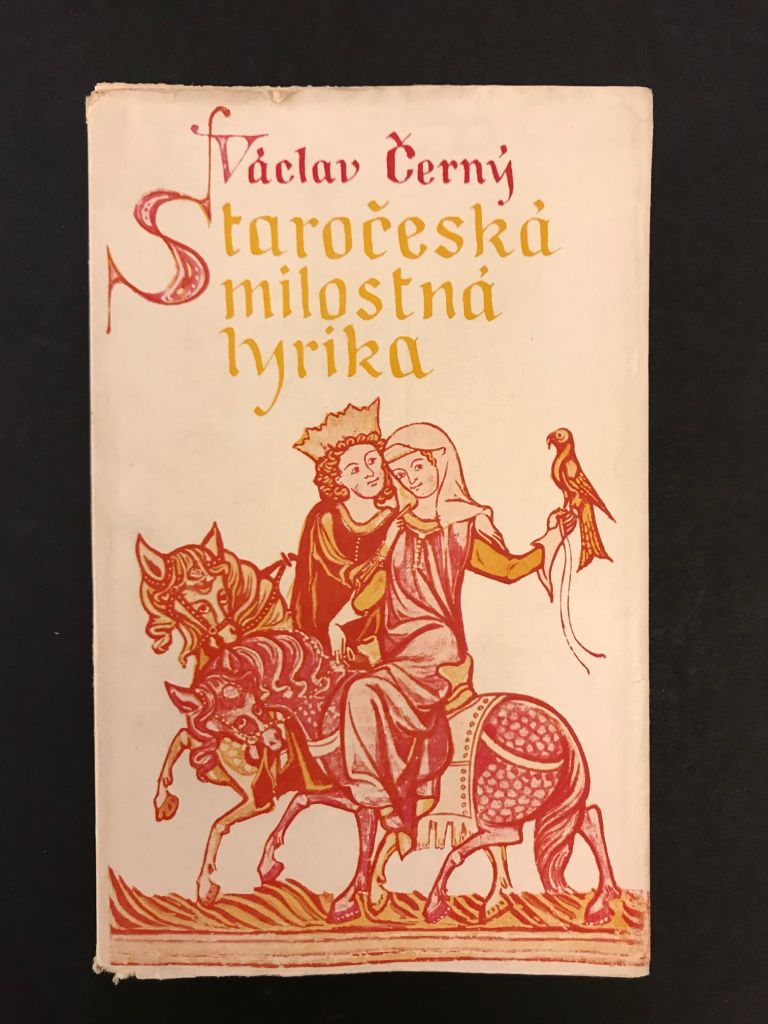 Václav Černý
Staročeská
milostná
lyrika